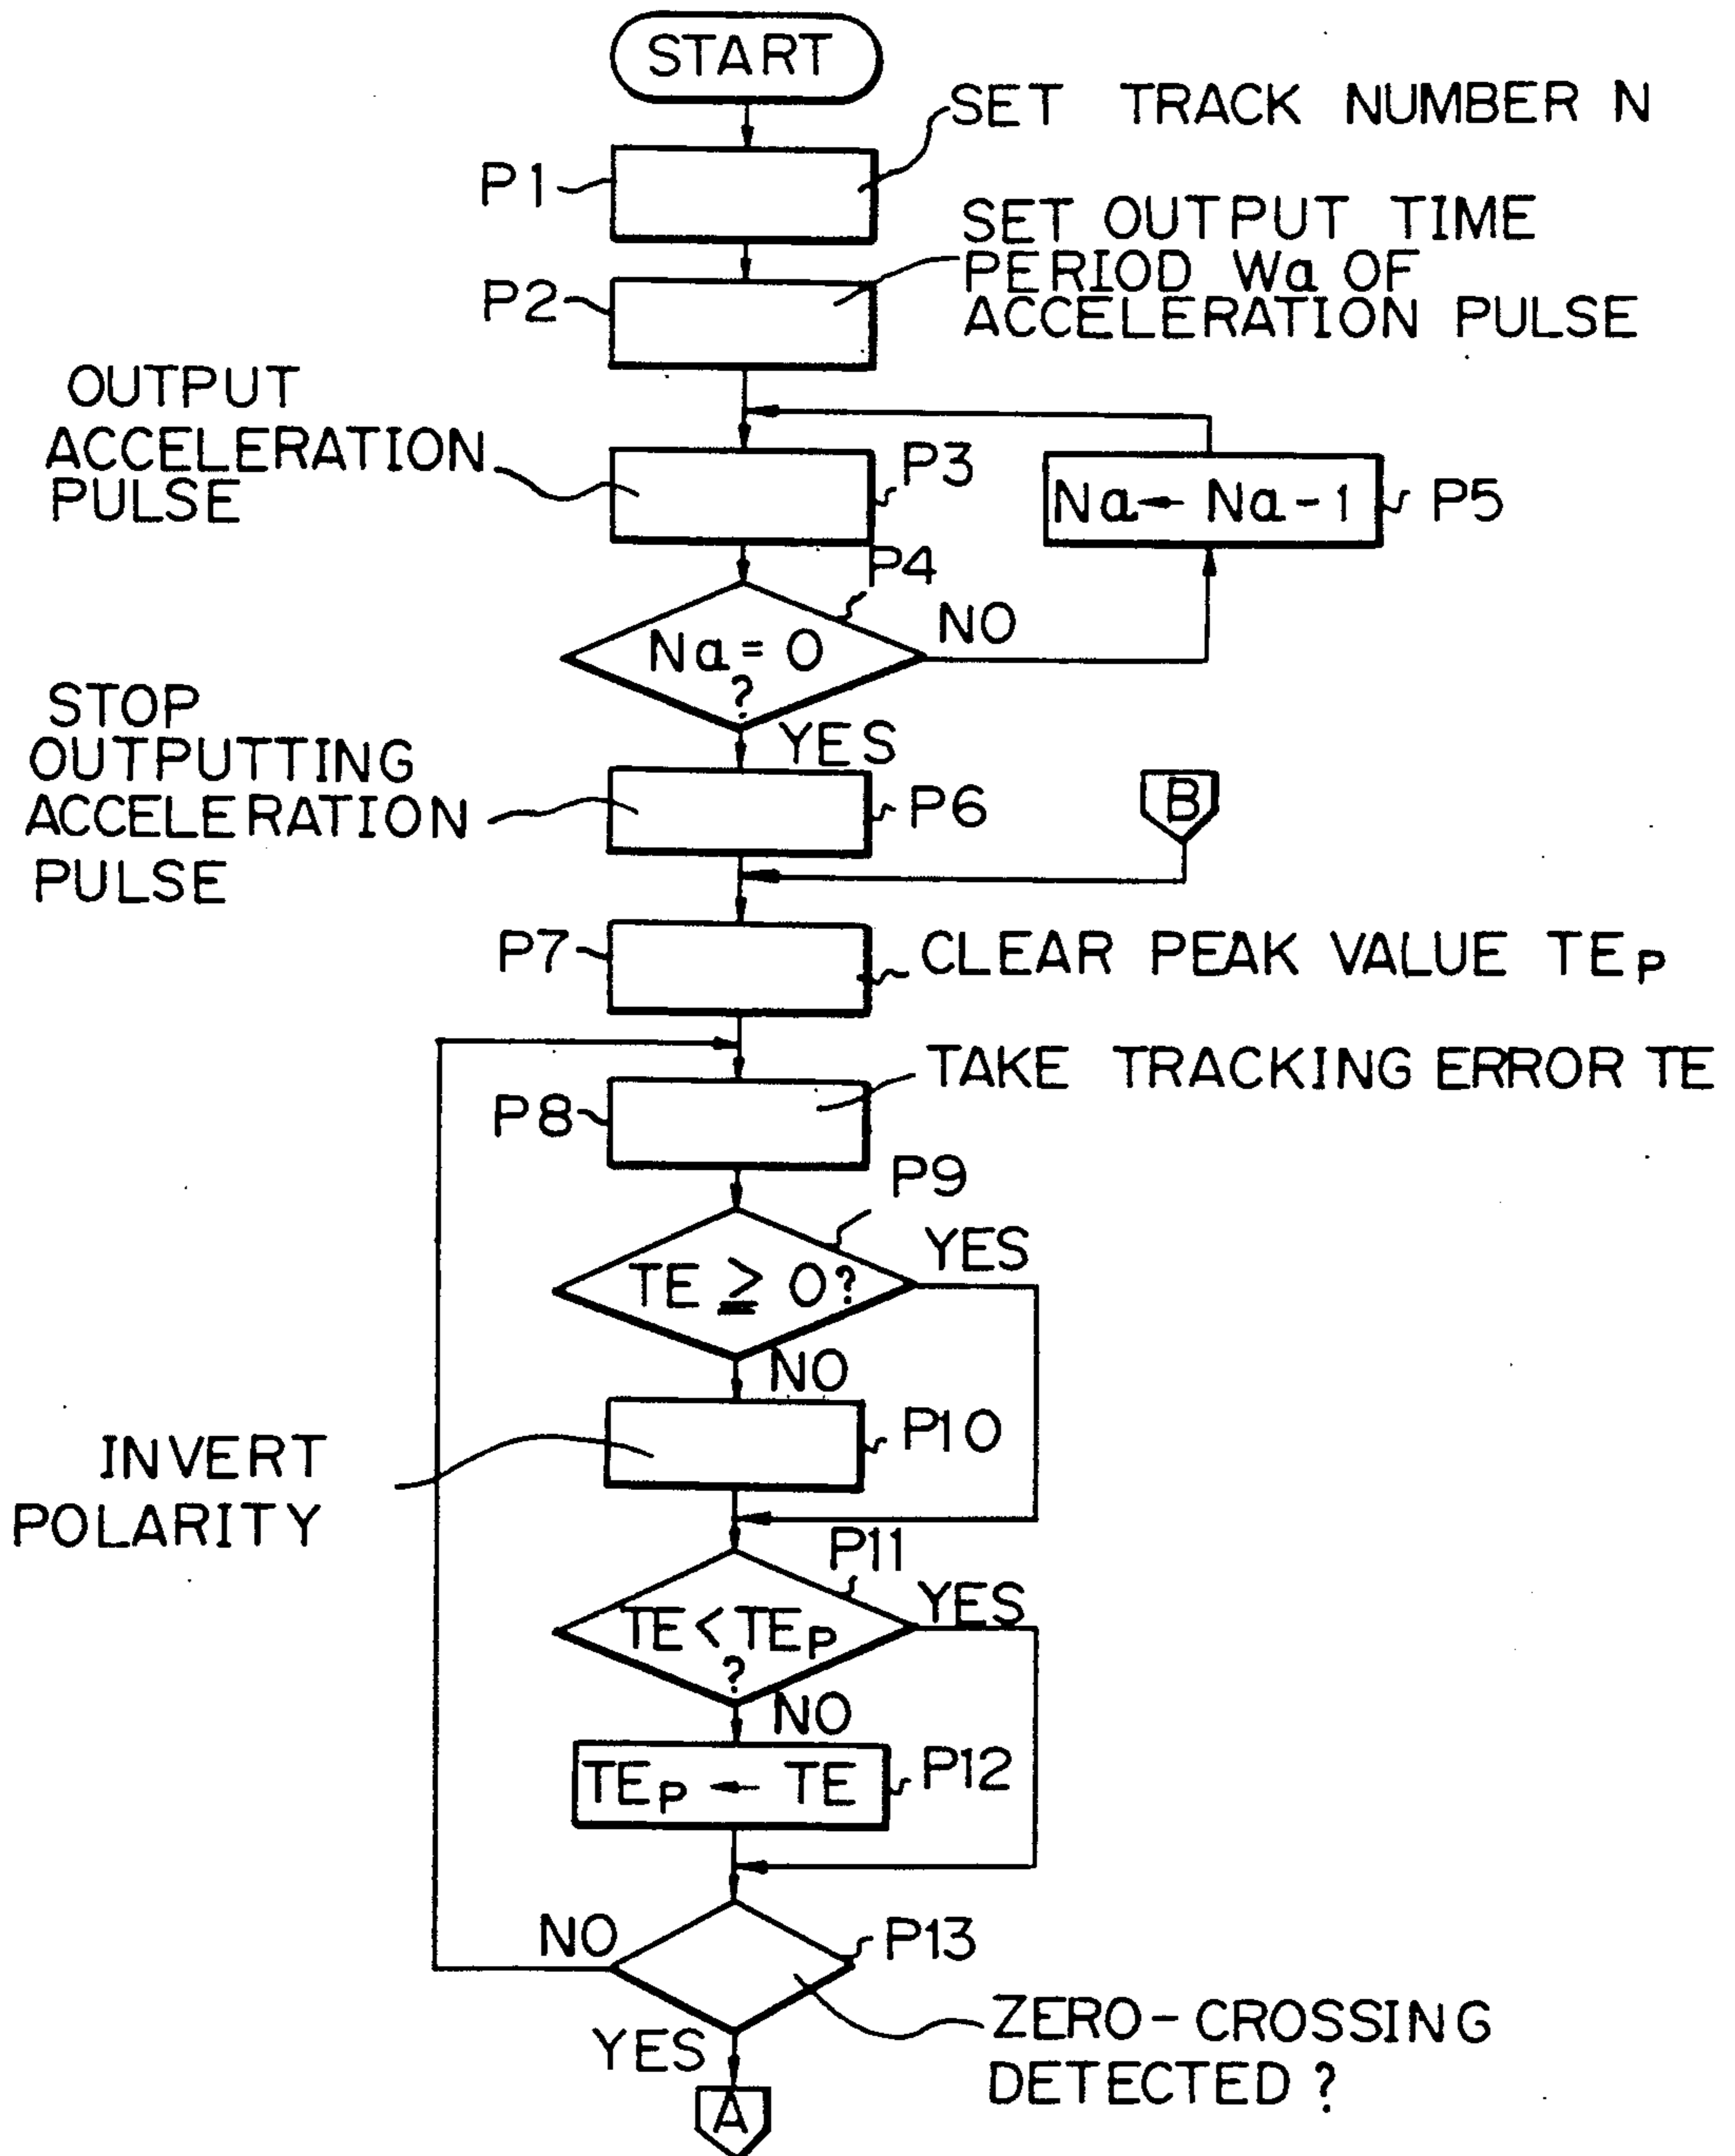 START
SET TRACK NUMBER N
P1
SET OUTPUT TIME
PERIOD Wa OF
ACCELERATION PULSE
P2
OUTPUT
ACCELERATION
PULSE
P3
Na ← Na - 1
P5
P4
Na = 0
?
NO
YES
STOP
OUTPUTTING
ACCELERATION
PULSE
P6
B
P7
CLEAR PEAK VALUE TEP
TAKE TRACKING ERROR TE
P8
P9
TE ≥ 0?
YES
NO
P10
INVERT
POLARITY
P11
TE < TEP
?
YES
NO
TEP ← TE
P12
NO
P13
ZERO-CROSSING
DETECTED ?
YES
A